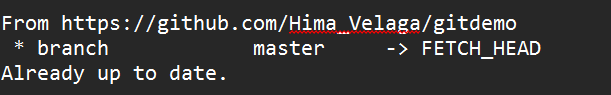 From https://github.com/Hima_Velaga/gitdemo
 * branch            master     -> FETCH_HEAD
Already up to date.